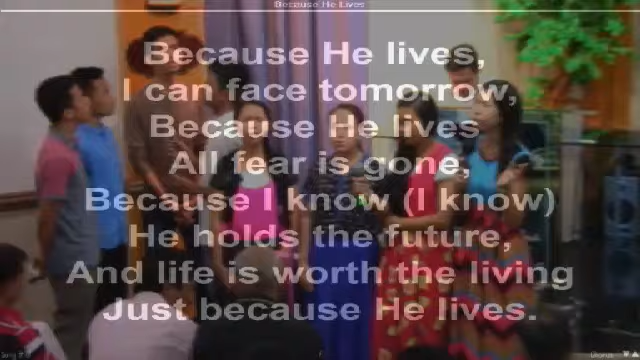 Because He Lives
Because He lives,
I can face tomorrow,
Because He lives
All fear is gone,
Because I know (I know)
He holds the future,
And life is worth the living
Just because He lives.
Chorus